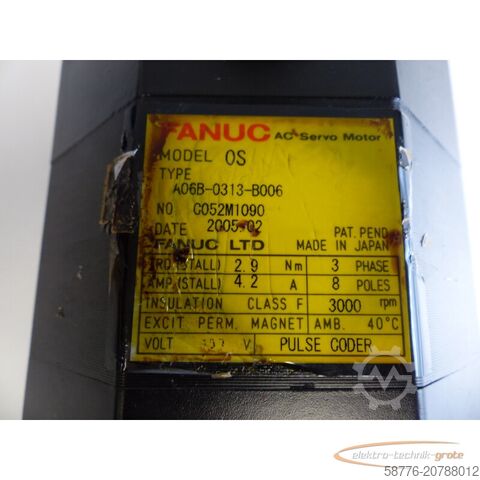 FANUC AC Servo Motor
MODEL 0S
TYPE
A06B-0313-B006
NO. C052M1090
DATE 2005.02 PAT. PEND.
FANUC LTD MADE IN JAPAN
TRQ.(STALL) 2.9 Nm 3 PHASE
AMP.(STALL) 4.2 A 8 POLES
INSULATION CLASS F 3000 rpm
EXCIT PERM. MAGNET AMB. 40°C
VOLT V PULSE CODER
elektro-technik-grote
58776-20788012